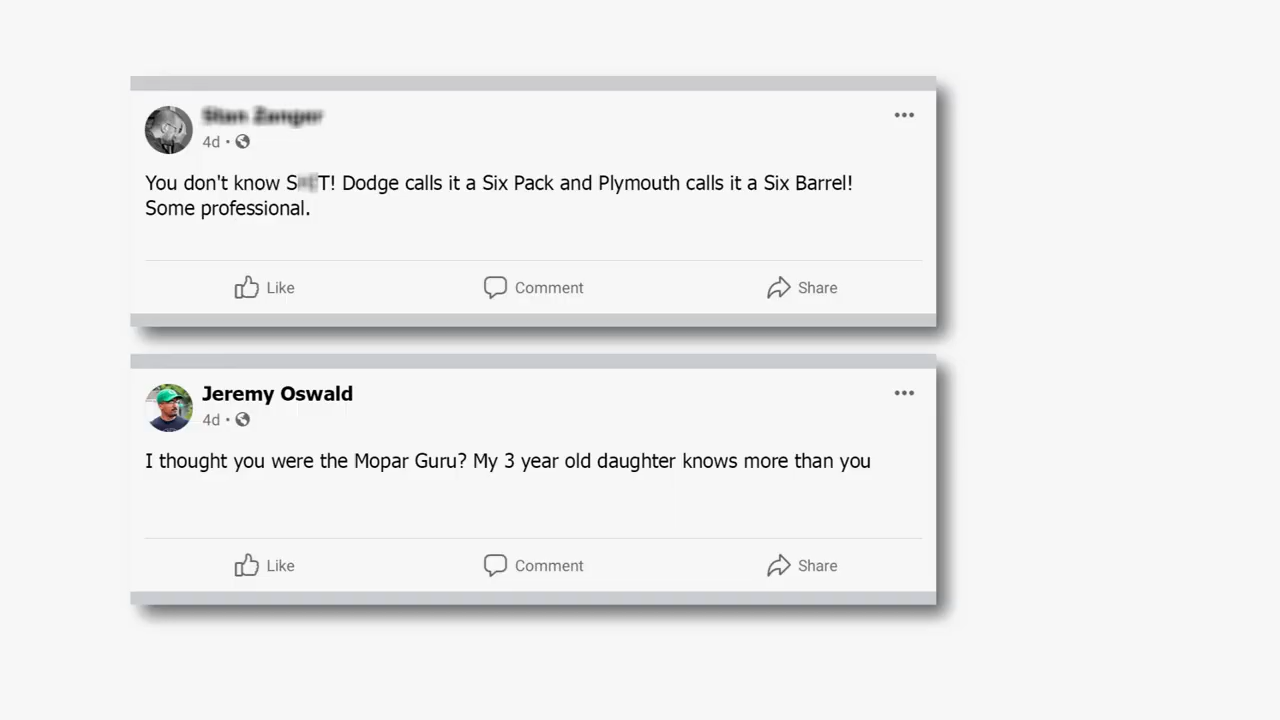 4d
You don't know S T! Dodge calls it a Six Pack and Plymouth calls it a Six Barrel!
Some professional.
Like Comment Share
Jeremy Oswald
4d
I thought you were the Mopar Guru? My 3 year old daughter knows more than you
Like Comment Share